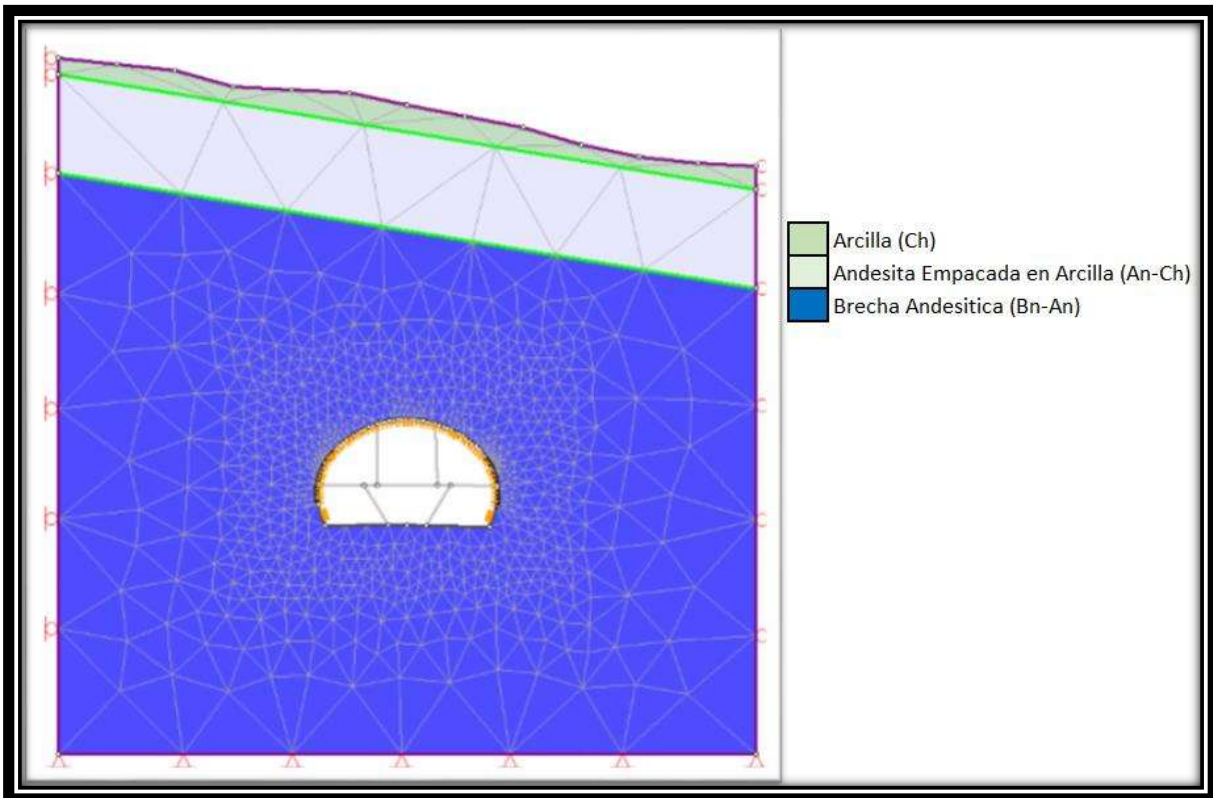 Arcilla (Ch)
Andesita Empacada en Arcilla (An-Ch)
Brecha Andesitica (Bn-An)